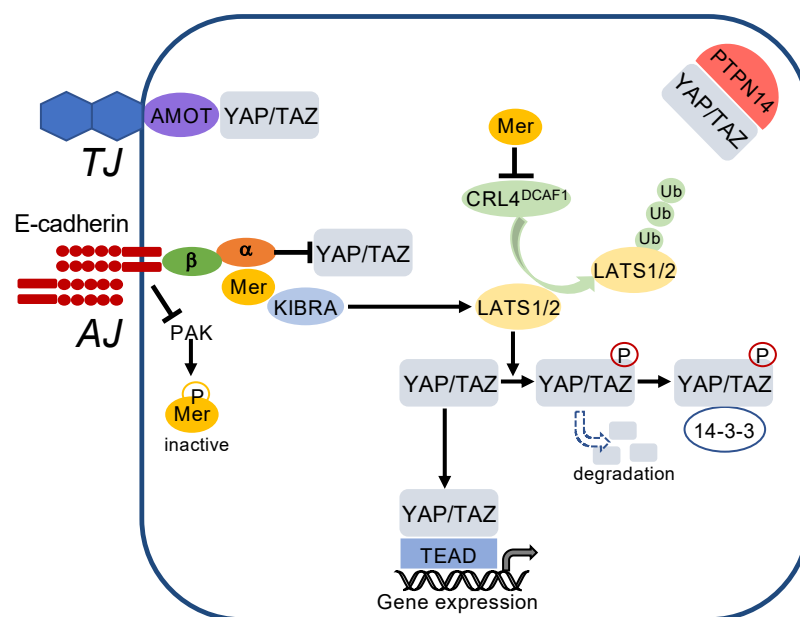 PTPN14
YAP/TAZ
AMOT
YAP/TAZ
TJ
Mer
CRL4DCAF1
Ub
Ub
Ub
LATS1/2
E-cadherin
β
α
YAP/TAZ
Mer
KIBRA
LATS1/2
AJ
PAK
P
Mer
inactive
YAP/TAZ
P
YAP/TAZ
P
YAP/TAZ
14-3-3
degradation
YAP/TAZ
TEAD
Gene expression